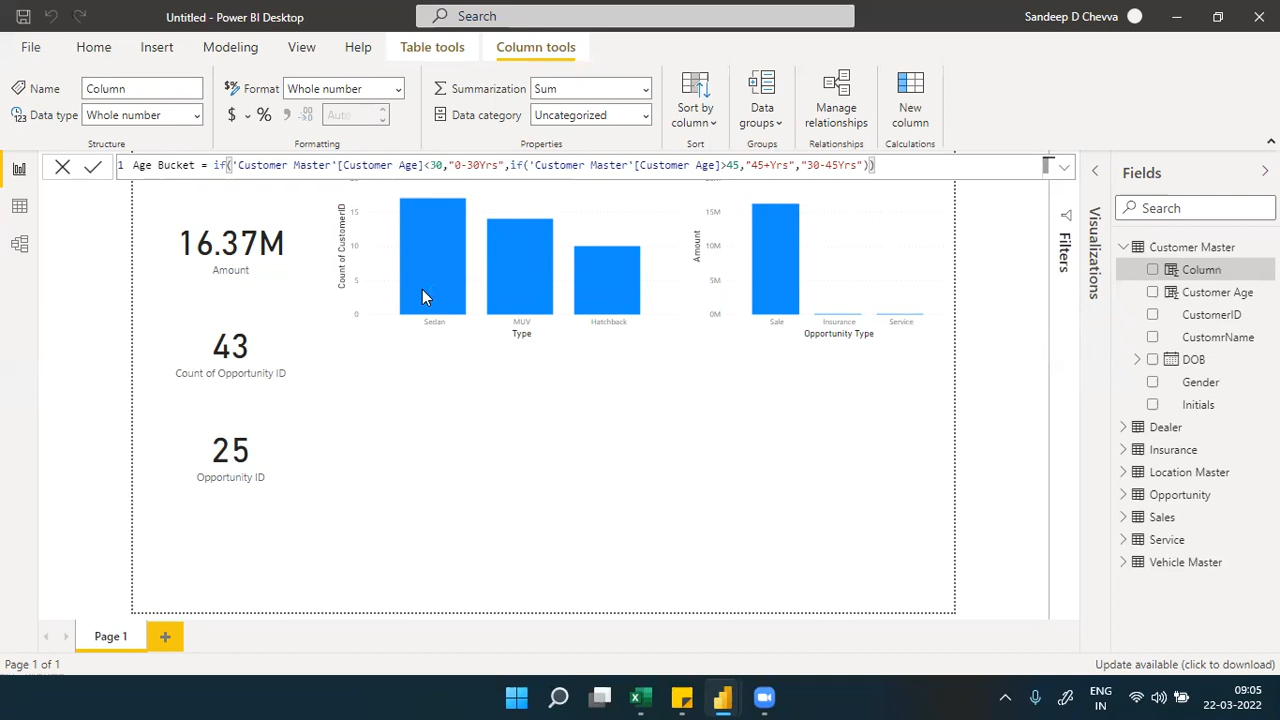 Untitled - Power BI Desktop
Search
Sandeep D Chevva
File
Home
Insert
Modeling
View
Help
Table tools
Column tools
Name
Column
Format
Whole number
Summarization
Sum
Data type
Whole number
$
%
Auto
Data category
Uncategorized
Sort by
column
Data
groups
Manage
relationships
New
column
Structure
Formatting
Properties
Sort
Groups
Relationships
Calculations
1 Age Bucket = if('Customer Master'[Customer Age]<30,"0-30Yrs",if('Customer Master'[Customer Age]>45,"45+Yrs","30-45Yrs"))
16.37M
Amount
43
Count of Opportunity ID
25
Opportunity ID
Count of CustomerID
15
10
5
0
Sedan
MUV
Hatchback
Type
Amount
15M
10M
5M
0M
Sale
Insurance
Service
Opportunity Type
Filters
Visualizations
Fields
Search
Customer Master
Column
Customer Age
CustomerID
CustomrName
DOB
Gender
Initials
Dealer
Insurance
Location Master
Opportunity
Sales
Service
Vehicle Master
Page 1
Page 1 of 1
Update available (click to download)
ENG
IN
09:05
22-03-2022